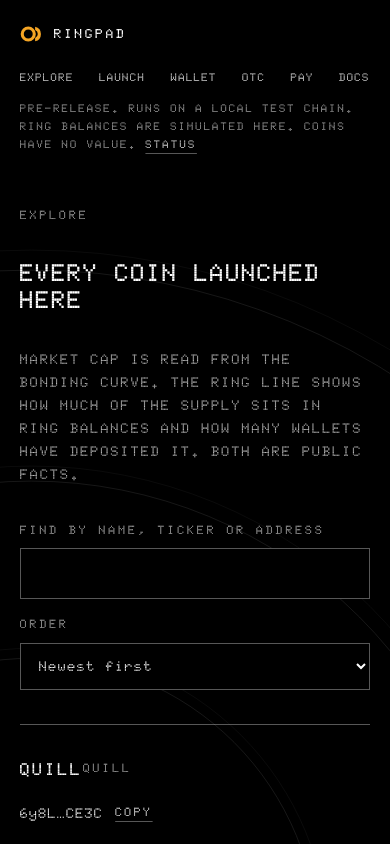 RINGPAD
EXPLORE LAUNCH WALLET OTC PAY DOCS
PRE-RELEASE. RUNS ON A LOCAL TEST CHAIN.
RING BALANCES ARE SIMULATED HERE. COINS
HAVE NO VALUE. STATUS
EXPLORE
EVERY COIN LAUNCHED
HERE
MARKET CAP IS READ FROM THE
BONDING CURVE. THE RING LINE SHOWS
HOW MUCH OF THE SUPPLY SITS IN
RING BALANCES AND HOW MANY WALLETS
HAVE DEPOSITED IT. BOTH ARE PUBLIC
FACTS.
FIND BY NAME, TICKER OR ADDRESS
ORDER
Newest first
QUILL QUILL
6y8L…CE3C COPY